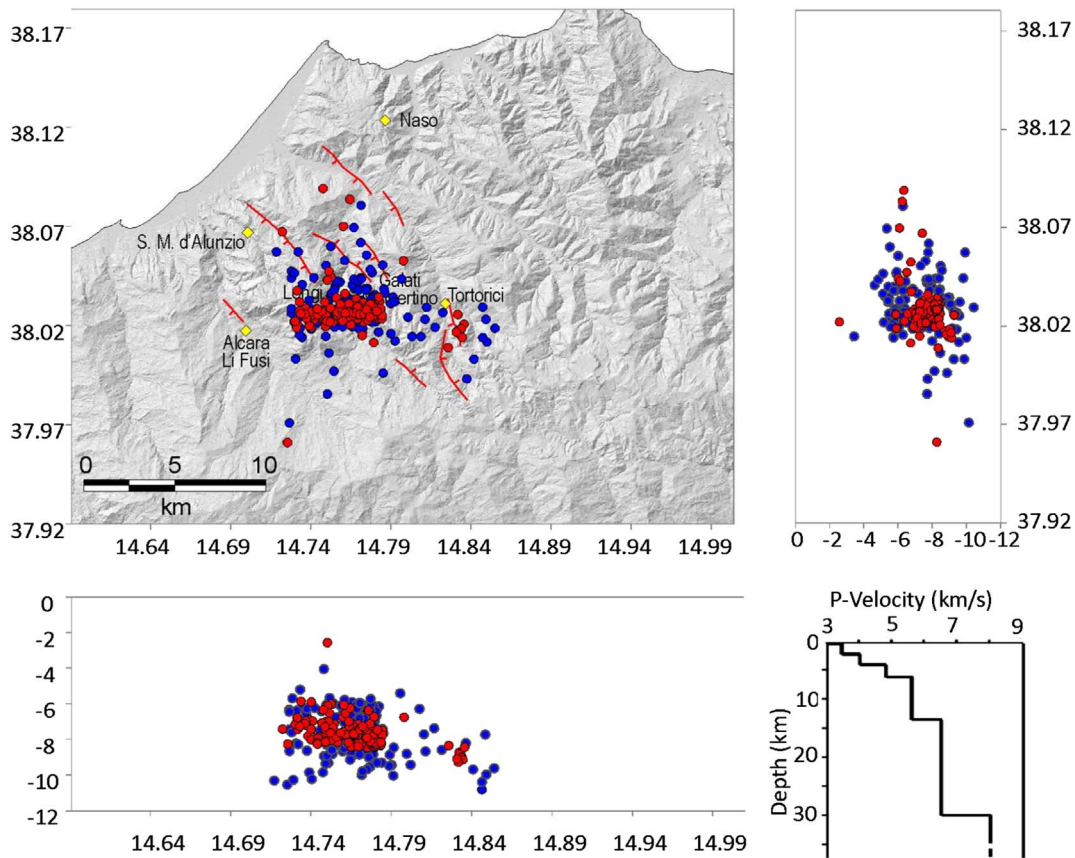 38.17
38.12
38.07
38.02
37.97
37.92
Naso
S. M. d'Alunzio
Galati
Tortorici
Alcara
Li Fusi
0 5 10
km
14.64 14.69 14.74 14.79 14.84 14.89 14.94 14.99
38.17
38.12
38.07
38.02
37.97
37.92
0 -2 -4 -6 -8 -10 -12
0
-2
-4
-6
-8
-10
-12
14.64 14.69 14.74 14.79 14.84 14.89 14.94 14.99
P-Velocity (km/s)
3 5 7 9
0
10
20
30
Depth (km)